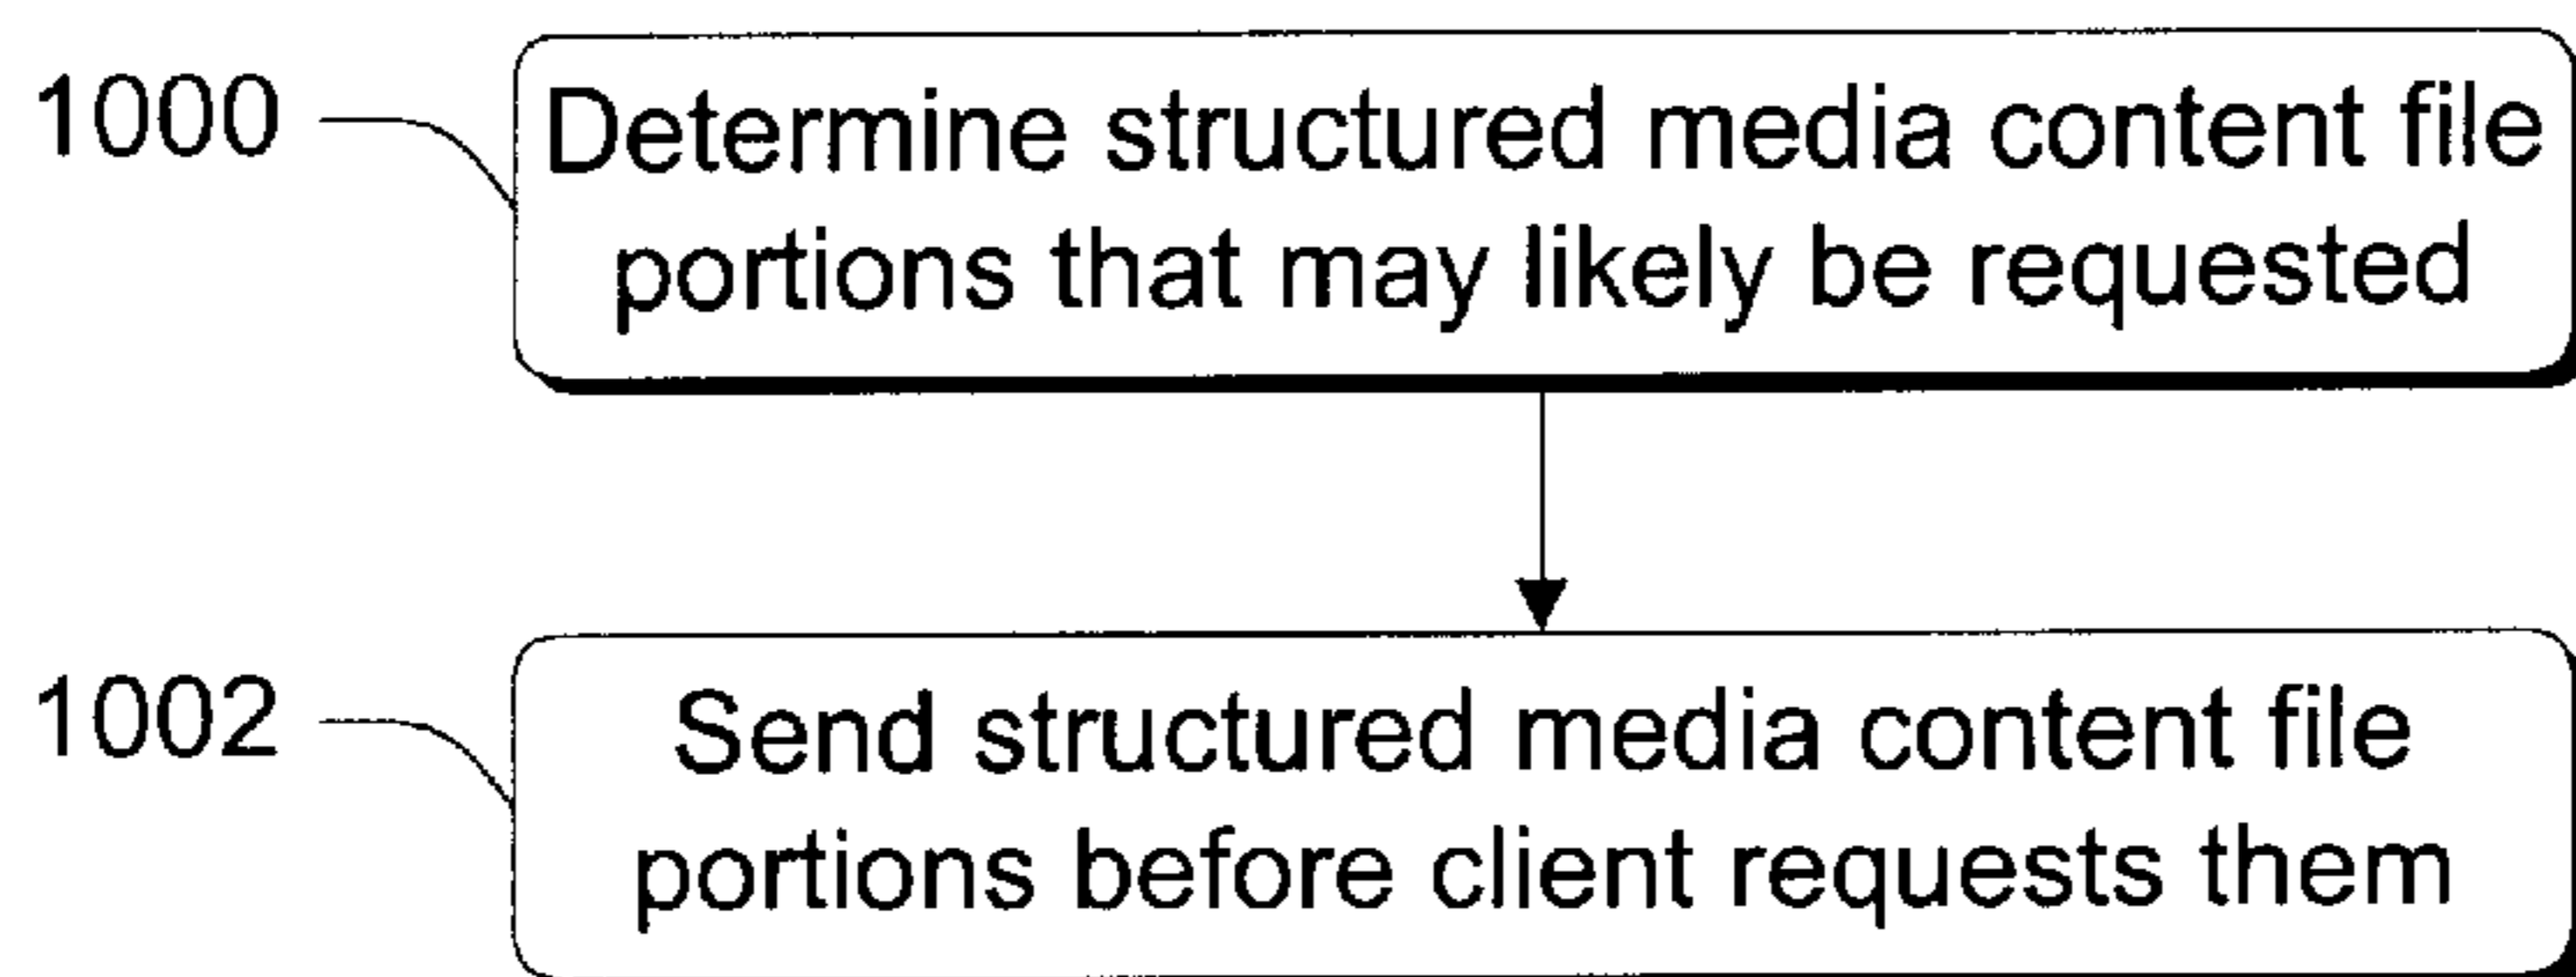 1000
Determine structured media content file
portions that may likely be requested
1002
Send structured media content file
portions before client requests them